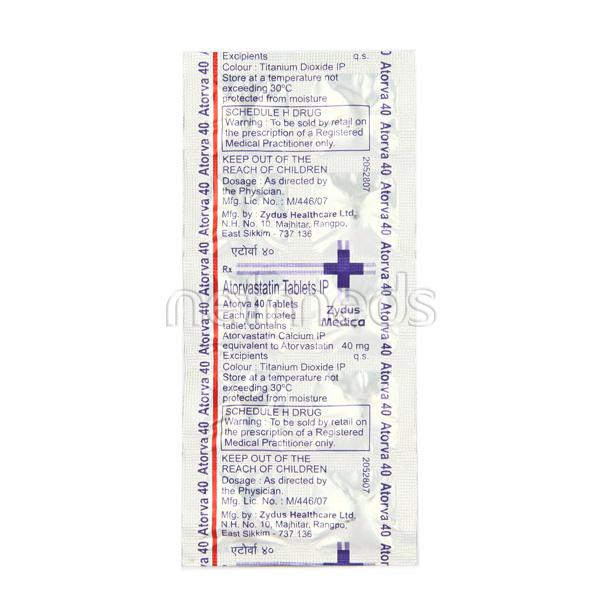 Excipients q.s.
Colour : Titanium Dioxide IP
Store at a temperature not
exceeding 30°C
protected from moisture
SCHEDULE H DRUG
Warning : To be sold by retail on
the prescription of a Registered
Medical Practitioner only.
KEEP OUT OF THE
REACH OF CHILDREN
Dosage : As directed by
the Physician.
Mfg. Lic. No. : M/446/07
2052807
Mfg. by : Zydus Healthcare Ltd.
N.H. No. 10, Majhitar, Rangpo,
East Sikkim - 737 136
एटोर्वा ४०
Rx
Atorvastatin Tablets IP
Atorva 40 Tablets
Each film coated
tablet contains :
Zydus
Medica
Atorvastatin Calcium IP
equivalent to Atorvastatin 40 mg
Excipients q.s.
Colour : Titanium Dioxide IP
Store at a temperature not
exceeding 30°C
protected from moisture
SCHEDULE H DRUG
Warning : To be sold by retail on
the prescription of a Registered
Medical Practitioner only.
KEEP OUT OF THE
REACH OF CHILDREN
Dosage : As directed by
the Physician.
Mfg. Lic. No. : M/446/07
2052807
Mfg. by : Zydus Healthcare Ltd.
N.H. No. 10, Majhitar, Rangpo,
East Sikkim - 737 136
एटोर्वा ४०
Atorva 40 Atorva 40 Atorva 40 Atorva 40 Atorva 40 Atorva 40 Atorva 40 Atorva 40
Atorva 40 Atorva 40 Atorva 40 Atorva 40 Atorva 40 Atorva 40 Atorva 40
netmeds